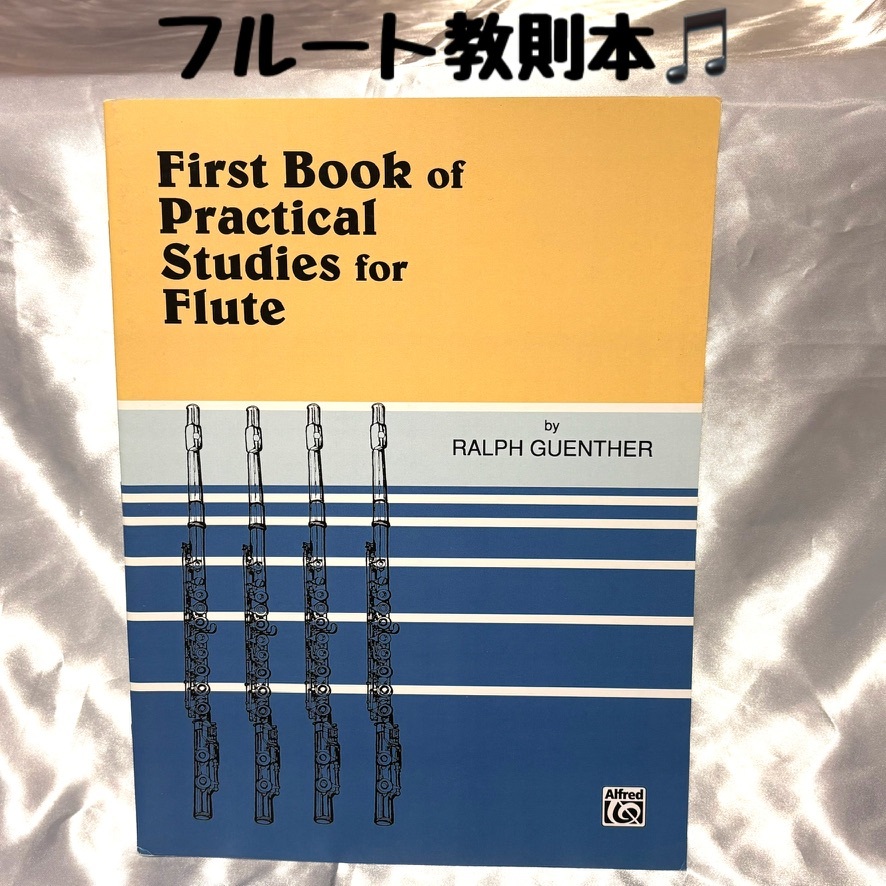 フルート教則本🎵
First Book of
Practical
Studies for
Flute
by
RALPH GUENTHER
Alfred